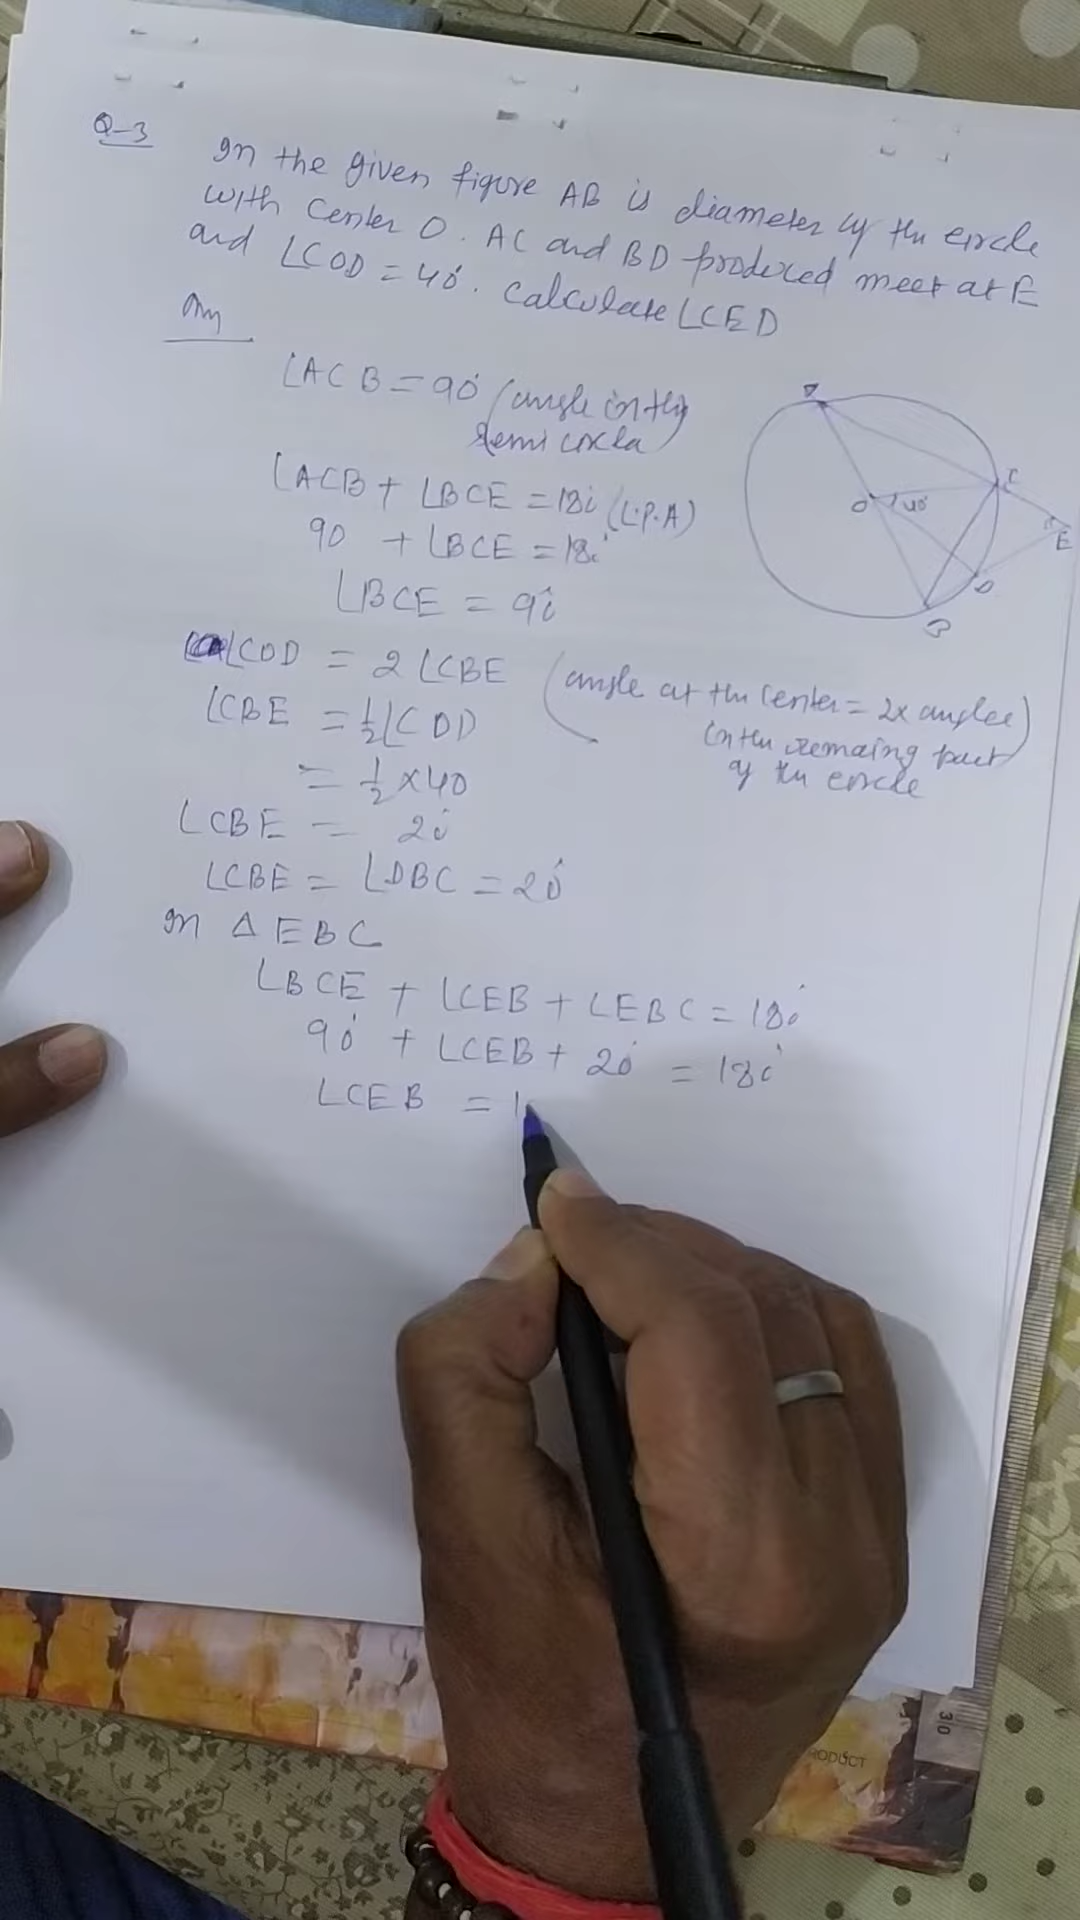 Q-3 In the given figure AB is diameter of the circle
with Center O. AC and BD produced meet at E
and ∠COD = 40°. Calculate ∠CED
Ans
∠ACB = 90° (angle in the
semi circle)
∠ACB + ∠BCE = 180° (L.P.A)
90 + ∠BCE = 180°
∠BCE = 90°
∠COD = 2 ∠CBE (angle at the center = 2x angles
in the remaing part
of the circle)
∠CBE = 1/2 ∠COD
= 1/2 × 40
∠CBE = 20°
∠CBE = ∠DBC = 20°
In △ EBC
∠BCE + ∠CEB + ∠EBC = 180°
90° + ∠CEB + 20° = 180°
∠CEB = 1
C
O
40°
E
D
B
30